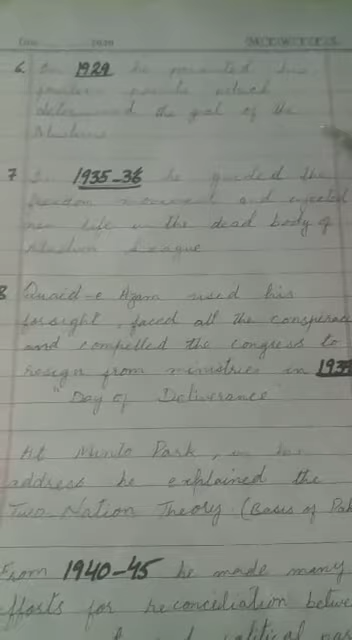 6. In 1929 he presented his
fourteen points which
determined the goal of the
Muslims
7 In 1935-36 he guided the
freedom movement and injected
new life in the dead body of
Muslim League
8 Quaid-e Azam used his
forsight, faced all the conspirac
and compelled the congress to
resign from ministries in 1939
"Day of Deliverance
At Minto Park, in his
address he explained the
Two Nation Theory. (Basis of Pak
From 1940-45 he made many
efforts for reconciliation betwe